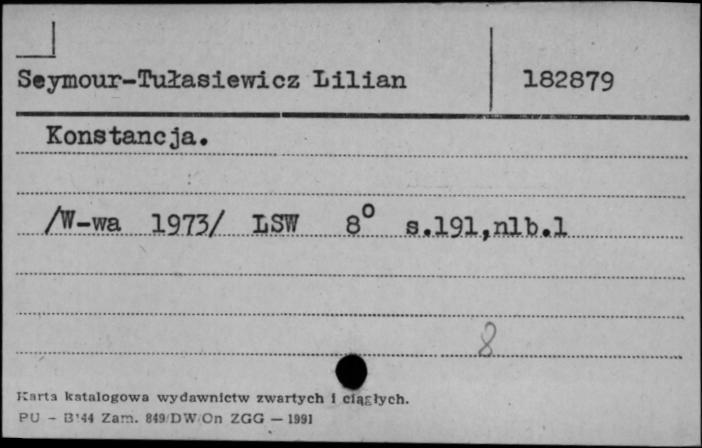 Seymour-Tułasiewicz Lilian 182879
Konstancja.
/W-wa 1973/ LSW 8° s.191,nlb.1
8
Karta katalogowa wydawnictw zwartych i ciągłych.
PU - B*44 Zam. 849/DW/On ZGG — 1991